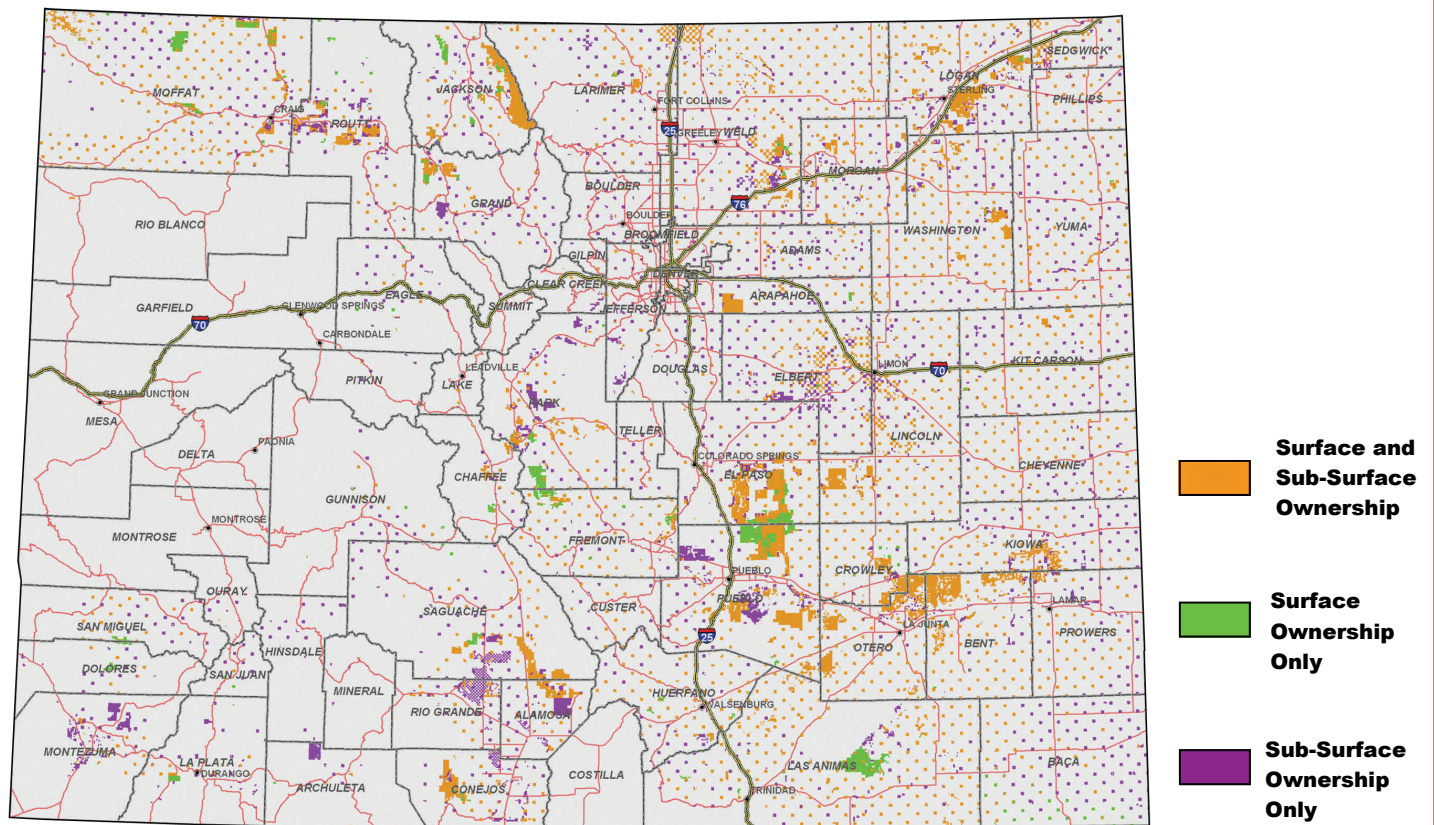 SEDGWICK
LOGAN
STERLING
PHILLIPS
MOFFAT
JACKSON
LARIMER
CRAIG
ROUTT
FORT COLLINS
25
GREELEY
WELD
MORGAN
BOULDER
76
GRAND
BOULDER
RIO BLANCO
BROOMFIELD
WASHINGTON
YUMA
GILPIN
ADAMS
DENVER
CLEAR CREEK
EAGLE
ARAPAHOE
GARFIELD
GLENWOOD SPRINGS
SUMMIT
JEFFERSON
70
CARBONDALE
KIT CARSON
LIMON
LEADVILLE
DOUGLAS
70
PITKIN
LAKE
ELBERT
GRAND JUNCTION
PARK
MESA
TELLER
PAONIA
LINCOLN
DELTA
COLORADO SPRINGS
CHEYENNE
CHAFFEE
EL PASO
GUNNISON
MONTROSE
MONTROSE
FREMONT
KIOWA
PUEBLO
CROWLEY
OURAY
PUEBLO
LAMAR
CUSTER
SAGUACHE
SAN MIGUEL
LA JUNTA
PROWERS
25
BENT
HINSDALE
OTERO
DOLORES
SAN JUAN
MINERAL
HUERFANO
WALSENBURG
RIO GRANDE
ALAMOSA
MONTEZUMA
LA PLATA
LAS ANIMAS
BACA
DURANGO
COSTILLA
ARCHULETA
CONEJOS
TRINIDAD
Surface and
Sub-Surface
Ownership
Surface
Ownership
Only
Sub-Surface
Ownership
Only